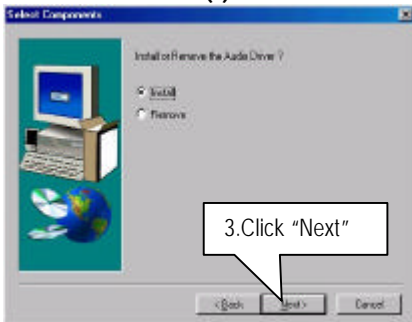 Select Components
Install or Remove the Audio Driver ?
Install
Remove
3.Click “Next”
< Back
Next >
Cancel